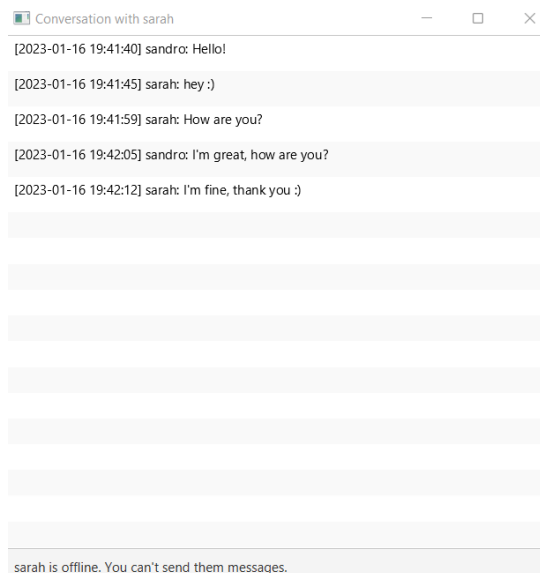 Conversation with sarah
[2023-01-16 19:41:40] sandro: Hello!
[2023-01-16 19:41:45] sarah: hey :)
[2023-01-16 19:41:59] sarah: How are you?
[2023-01-16 19:42:05] sandro: I'm great, how are you?
[2023-01-16 19:42:12] sarah: I'm fine, thank you :)
sarah is offline. You can't send them messages.